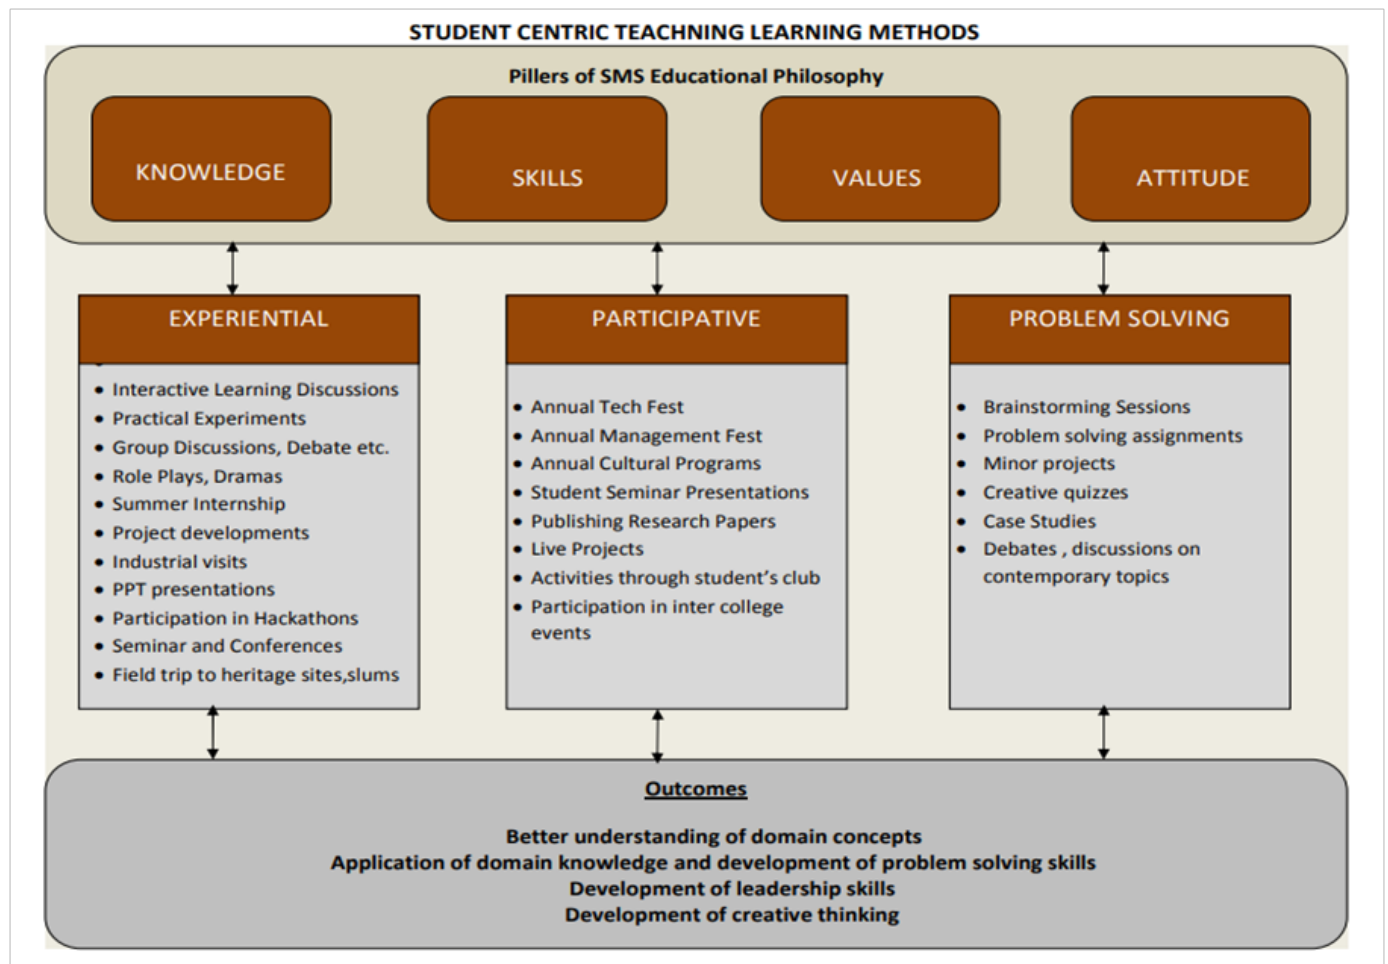 STUDENT CENTRIC TEACHNING LEARNING METHODS
Pillers of SMS Educational Philosophy
KNOWLEDGE
SKILLS
VALUES
ATTITUDE
EXPERIENTIAL
• Interactive Learning Discussions
• Practical Experiments
• Group Discussions, Debate etc.
• Role Plays, Dramas
• Summer Internship
• Project developments
• Industrial visits
• PPT presentations
• Participation in Hackathons
• Seminar and Conferences
• Field trip to heritage sites,slums
PARTICIPATIVE
• Annual Tech Fest
• Annual Management Fest
• Annual Cultural Programs
• Student Seminar Presentations
• Publishing Research Papers
• Live Projects
• Activities through student’s club
• Participation in inter college
events
PROBLEM SOLVING
• Brainstorming Sessions
• Problem solving assignments
• Minor projects
• Creative quizzes
• Case Studies
• Debates , discussions on
contemporary topics
Outcomes
Better understanding of domain concepts
Application of domain knowledge and development of problem solving skills
Development of leadership skills
Development of creative thinking